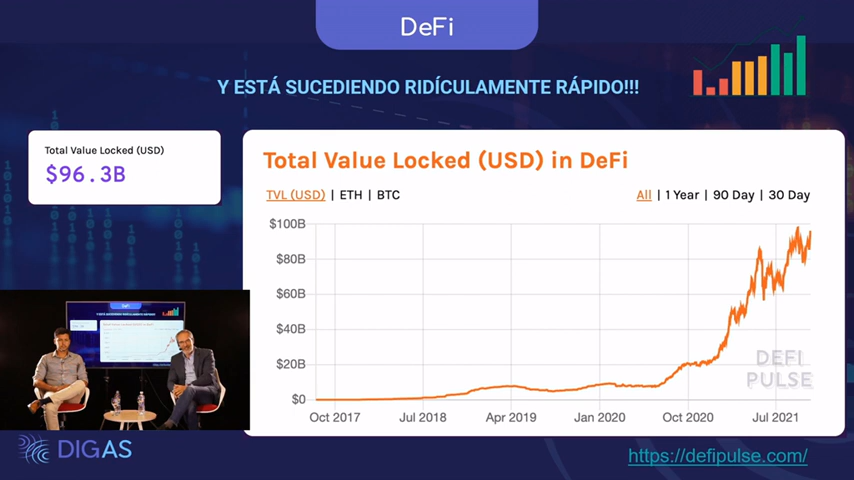 DeFi
Y ESTÁ SUCEDIENDO RIDÍCULAMENTE RÁPIDO!!!
Total Value Locked (USD)
$96.3B
Total Value Locked (USD) in DeFi
TVL (USD) | ETH | BTC
All | 1 Year | 90 Day | 30 Day
$100B
$80B
$60B
$40B
$20B
$0
Oct 2017
Jul 2018
Apr 2019
Jan 2020
Oct 2020
Jul 2021
DEFI
PULSE
DeFi
DIGAS
https://defipulse.com/